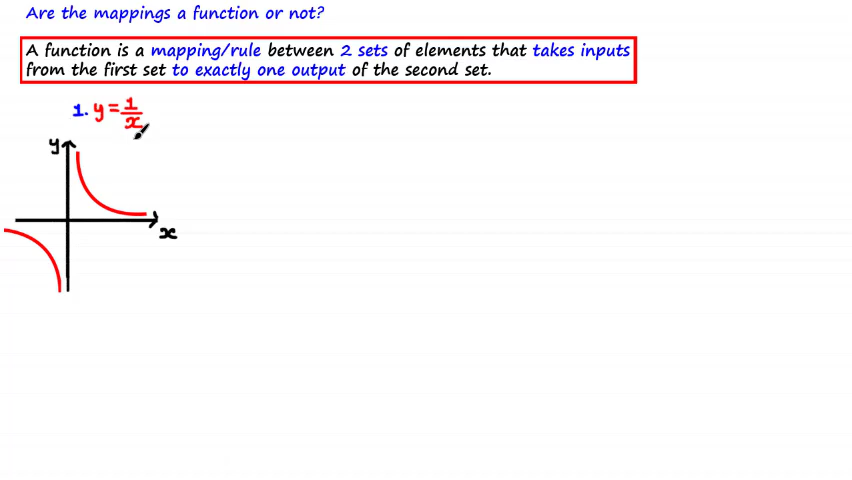 Are the mappings a function or not?
A function is a mapping/rule between 2 sets of elements that takes inputs
from the first set to exactly one output of the second set.
1. y = 1/x
y
x